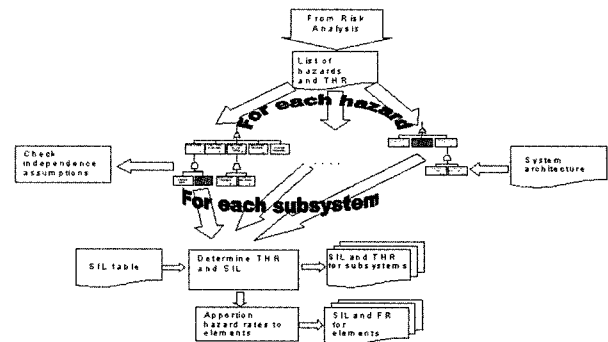 From Risk
Analysis
List of
hazards
and THR
For each hazard
Check
independence
assumptions
System
architecture
. . . . . .
For each subsystem
SIL table
Determine THR
and SIL
SIL and THR
for subsystems
Apportion
hazard rates to
elements
SIL and FR
for
elements